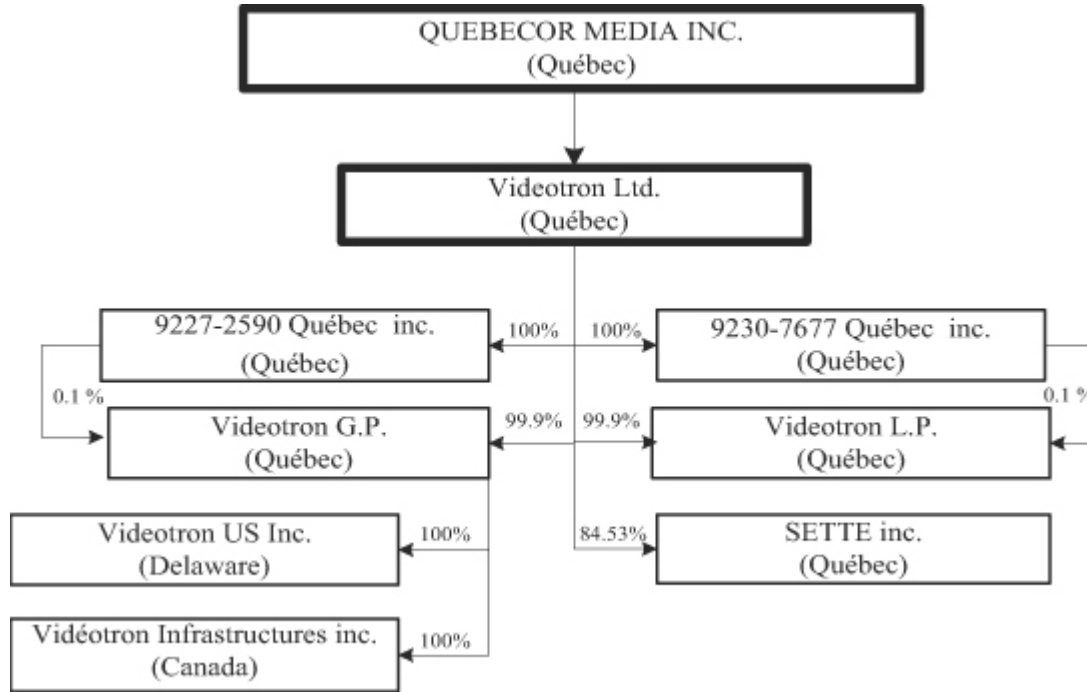 QUEBECOR MEDIA INC.
(Québec)
Videotron Ltd.
(Québec)
9227-2590 Québec inc.
(Québec)
100%
100%
9230-7677 Québec inc.
(Québec)
0.1 %
0.1 %
Videotron G.P.
(Québec)
99.9%
99.9%
Videotron L.P.
(Québec)
Videotron US Inc.
(Delaware)
100%
84.53%
SETTE inc.
(Québec)
Vidéotron Infrastructures inc.
(Canada)
100%